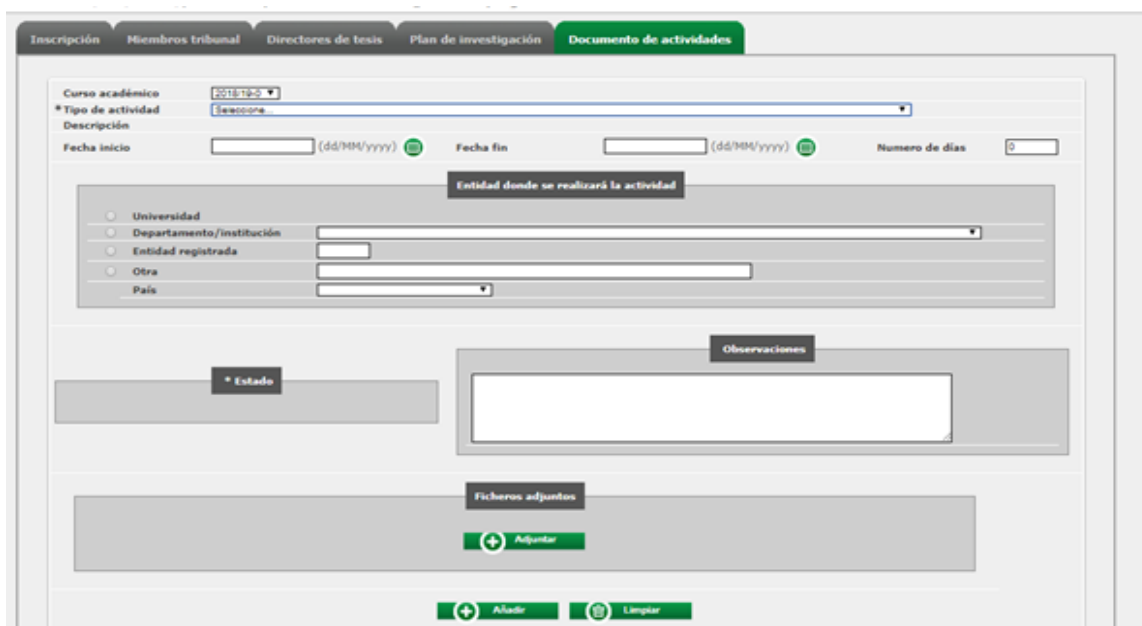 Inscripción Miembros tribunal Directores de tesis Plan de investigación Documento de actividades
Curso académico 2018/19-0
* Tipo de actividad Seleccione...
Descripción
Fecha inicio (dd/MM/yyyy) Fecha fin (dd/MM/yyyy) Numero de días 0
Entidad donde se realizará la actividad
Universidad
Departamento/institución
Entidad registrada
Otra
País
Observaciones
* Estado
Ficheros adjuntos
Adjuntar
Añadir Limpiar